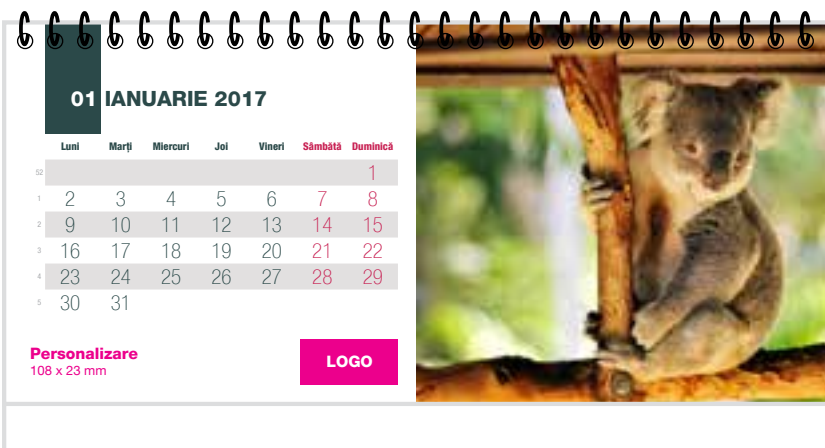 01 IANUARIE 2017
Luni Marți Miercuri Joi Vineri Sâmbătă Duminică
52 1
1 2 3 4 5 6 7 8
2 9 10 11 12 13 14 15
3 16 17 18 19 20 21 22
4 23 24 25 26 27 28 29
5 30 31
Personalizare
108 x 23 mm
LOGO